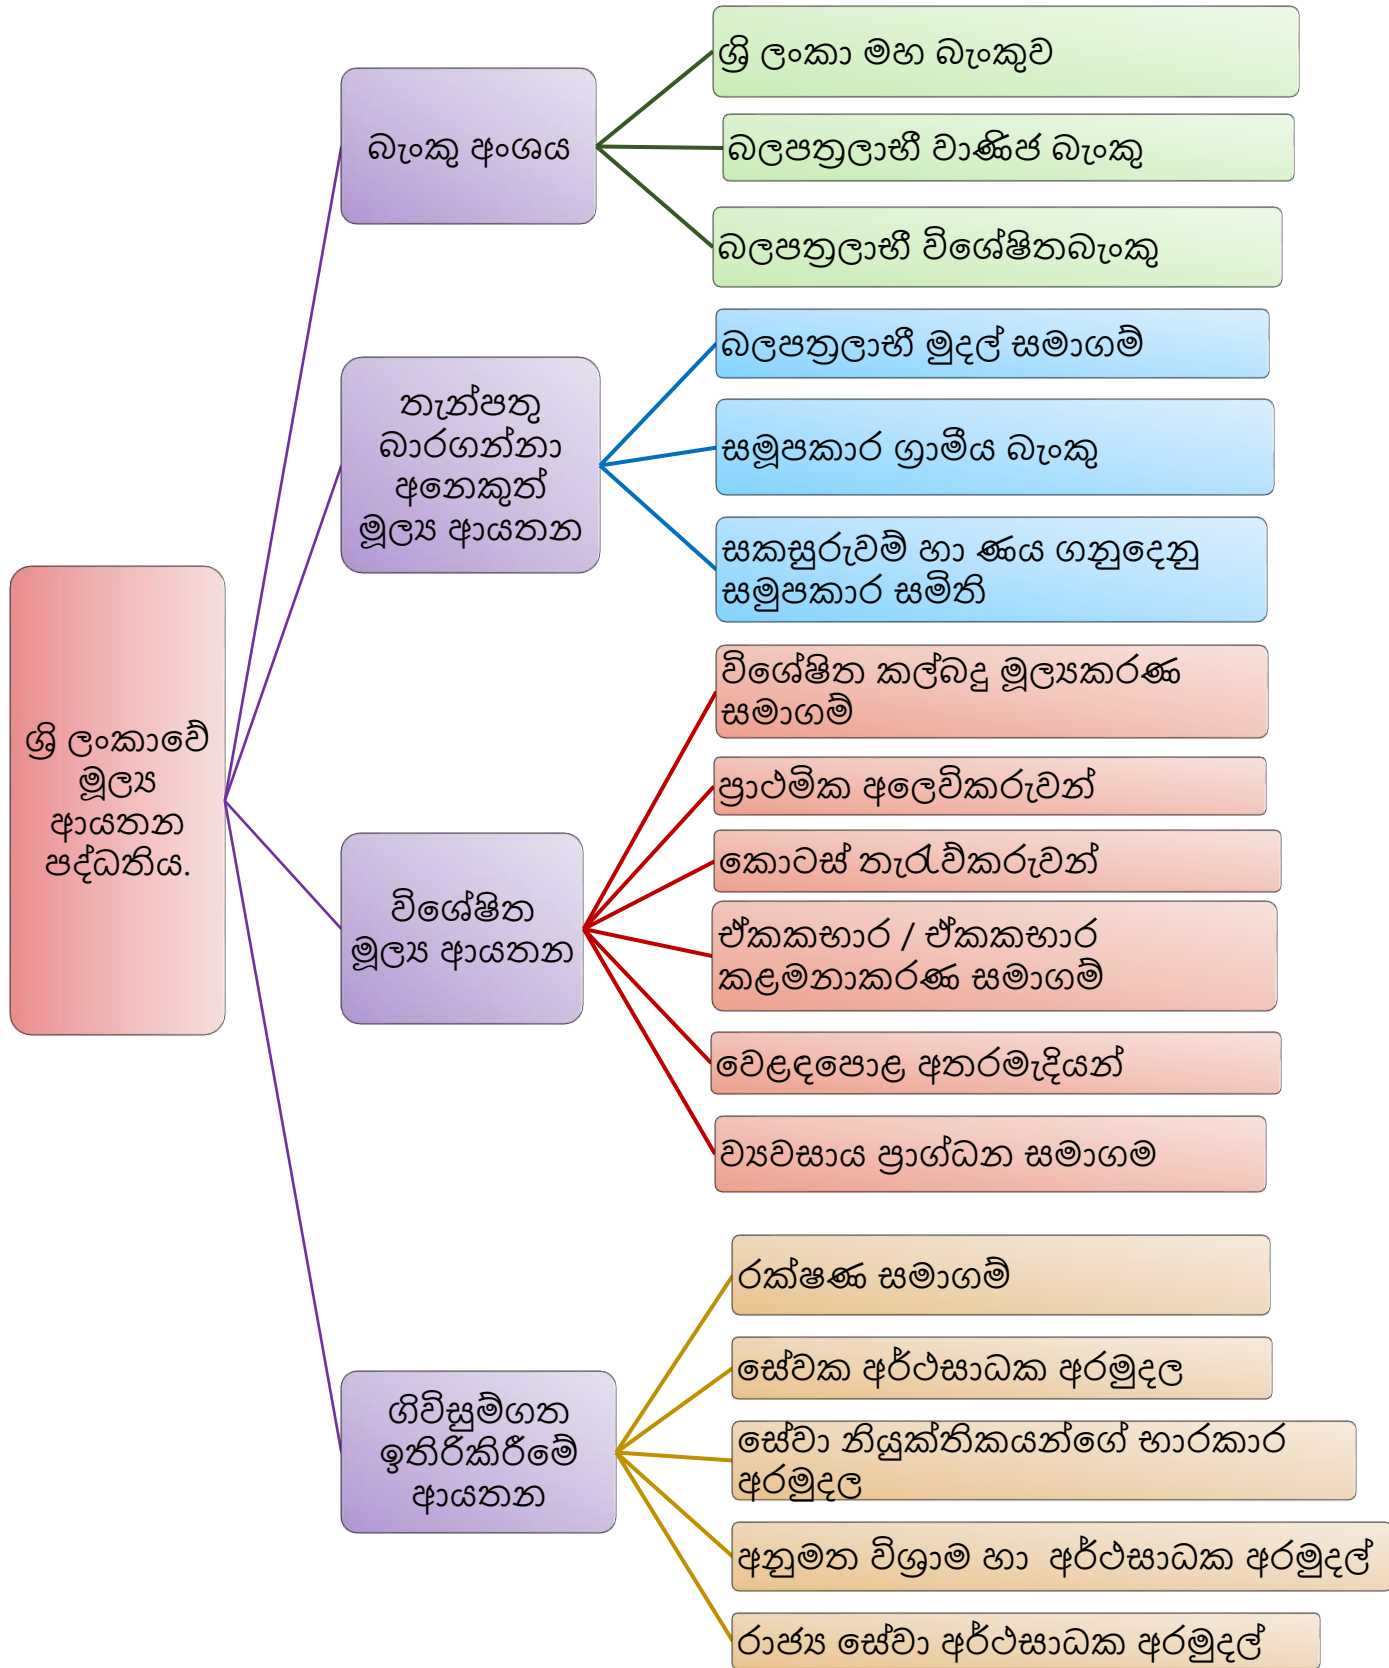 ශ්‍රි ලංකාවේ
මූල්‍ය
ආයතන
පද්ධතිය.
බැංකු අංශය
ශ්‍රි ලංකා මහ බැංකුව
බලපත්‍රලාභී වාණිජ බැංකු
බලපත්‍රලාභී විශේෂිතබැංකු
තැන්පතු
බාරගන්නා
අනෙකුත්
මූල්‍ය ආයතන
බලපත්‍රලාභී මුදල් සමාගම්
සමූපකාර ග්‍රාමීය බැංකු
සකසුරුවම් හා ණය ගනුදෙනු
සමුපකාර සමිති
විශේෂිත
මූල්‍ය ආයතන
විශේෂිත කල්බදු මූල්‍යකරණ
සමාගම්
ප්‍රාථමික අලෙවිකරුවන්
කොටස් තැරැව්කරුවන්
ඒකකභාර / ඒකකභාර
කළමනාකරණ සමාගම්
වෙළඳපොළ අතරමැදියන්
ව්‍යවසාය ප්‍රාග්ධන සමාගම
ගිවිසුම්ගත
ඉතිරිකිරීමේ
ආයතන
රක්ෂණ සමාගම්
සේවක අර්ථසාධක අරමුදල
සේවා නියුක්තිකයන්ගේ භාරකාර
අරමුදල
අනුමත විශ්‍රාම හා  අර්ථසාධක අරමුදල්
රාජ්‍ය සේවා අර්ථසාධක අරමුදල්